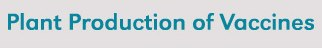 Plant Production of Vaccines